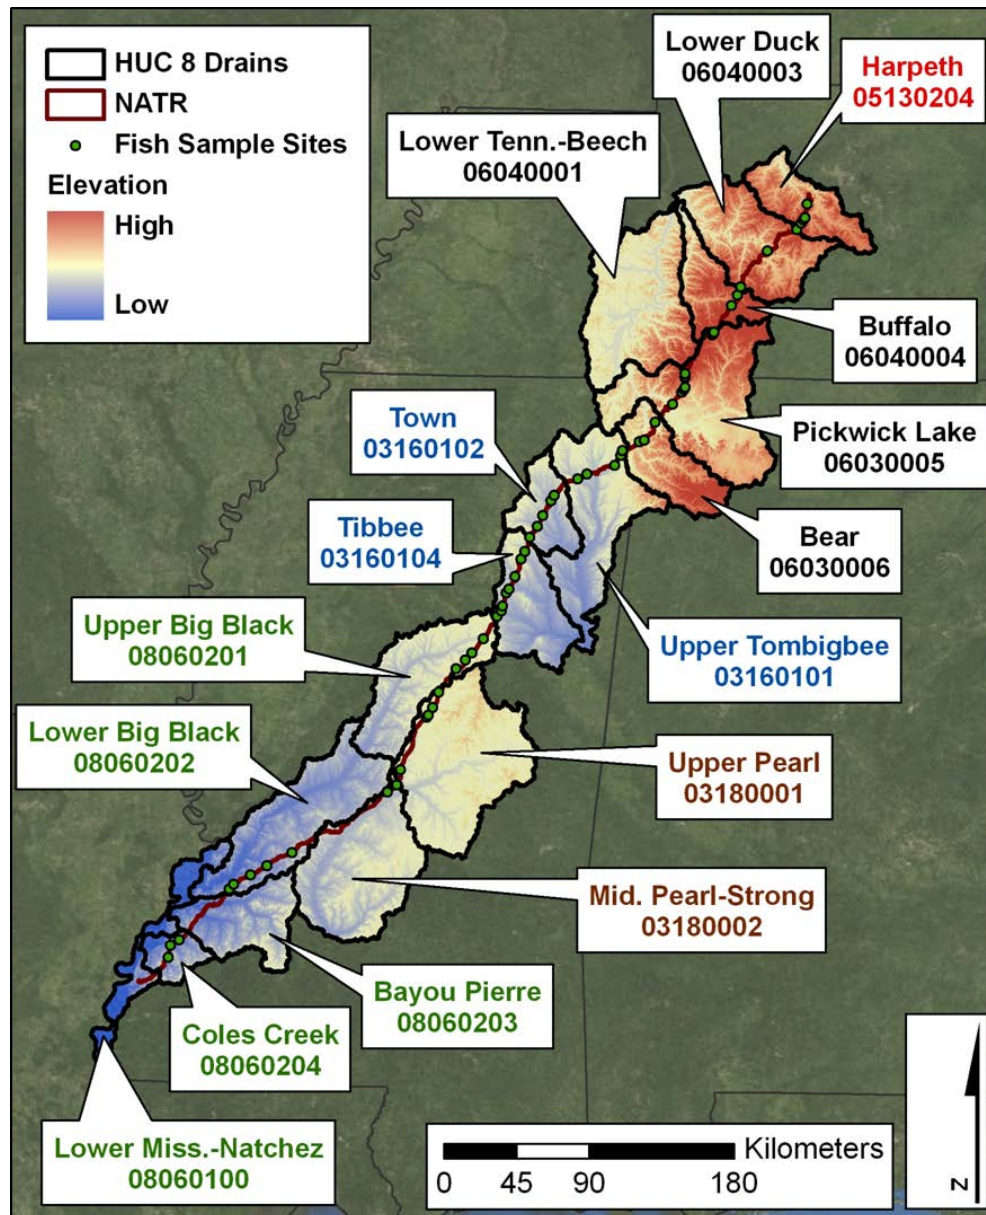 HUC 8 Drains
NATR
Fish Sample Sites
Elevation
High
Low
Lower Duck
06040003
Harpeth
05130204
Lower Tenn.-Beech
06040001
Buffalo
06040004
Town
03160102
Pickwick Lake
06030005
Tibbee
03160104
Bear
06030006
Upper Big Black
08060201
Upper Tombigbee
03160101
Lower Big Black
08060202
Upper Pearl
03180001
Mid. Pearl-Strong
03180002
Bayou Pierre
08060203
Coles Creek
08060204
Lower Miss.-Natchez
08060100
Kilometers
0 45 90 180
N